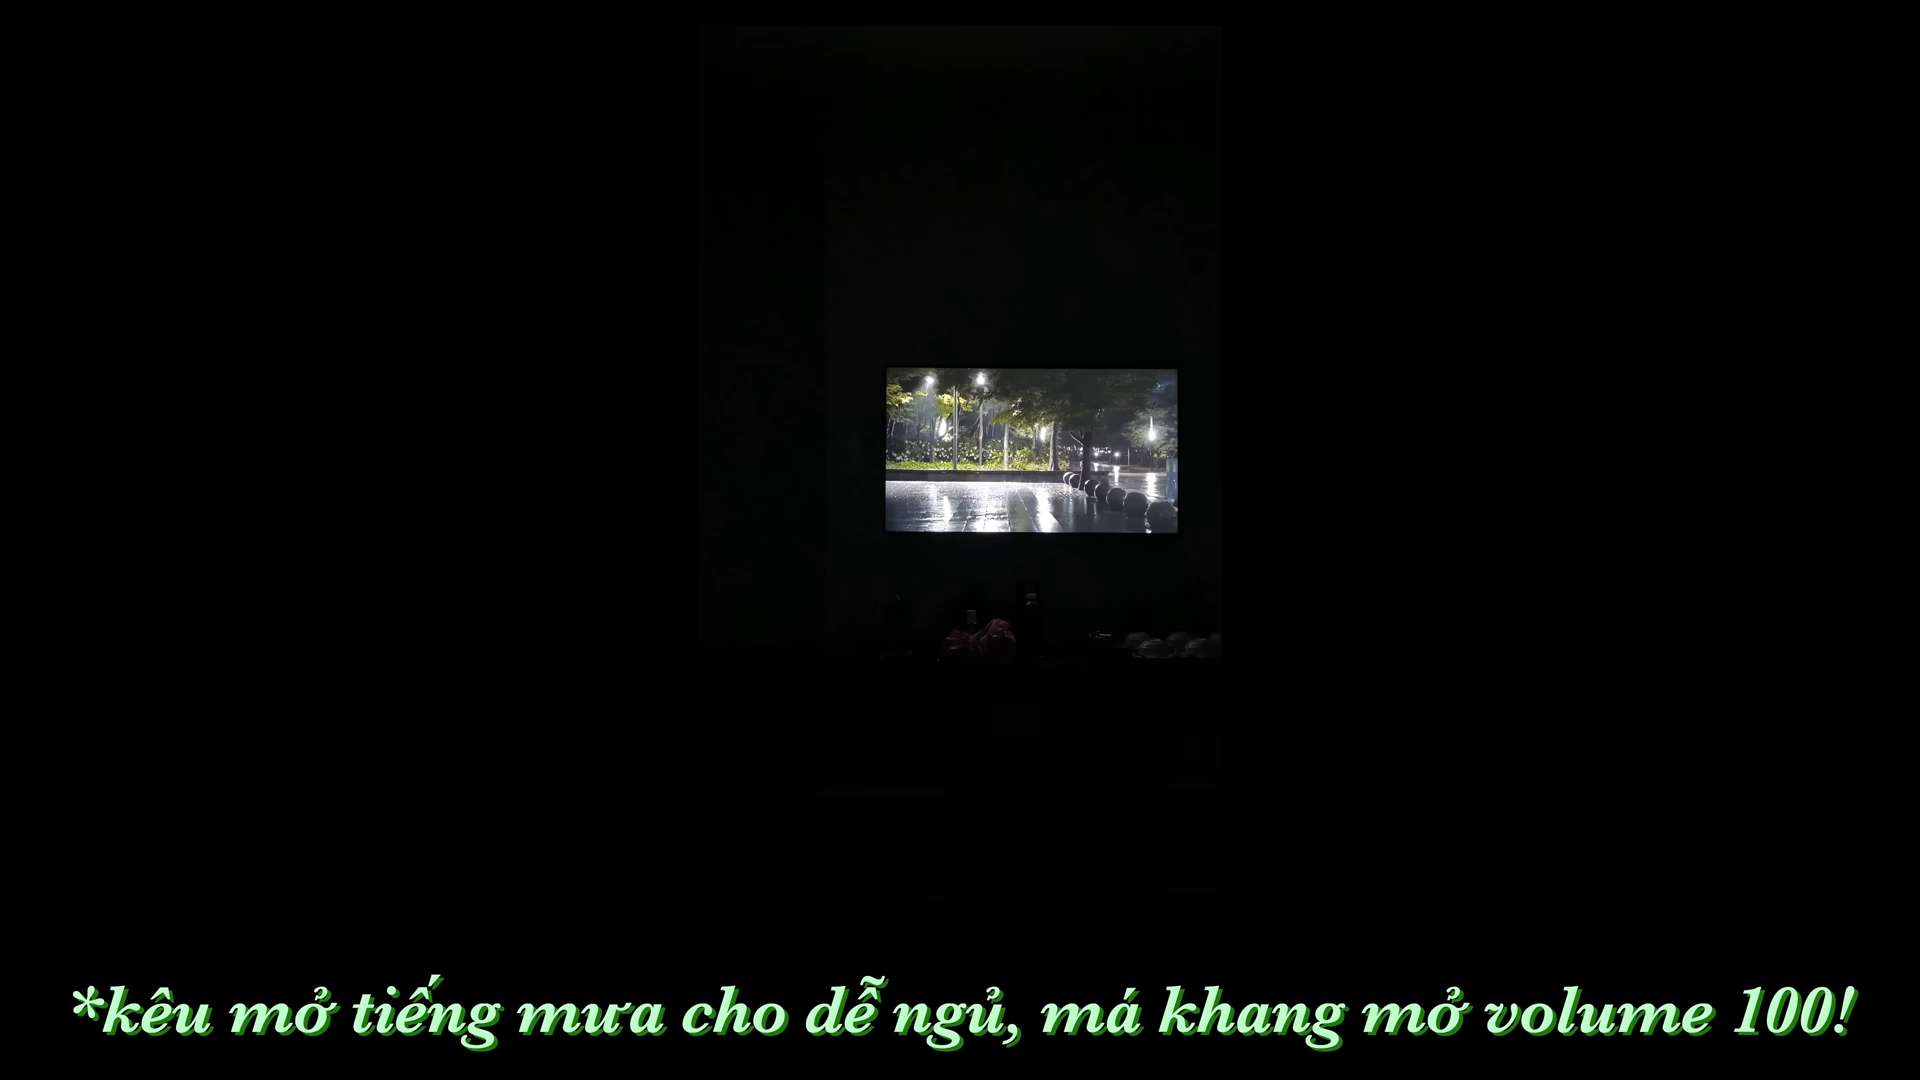 *kêu mở tiếng mưa cho dễ ngủ, má khang mở volume 100!